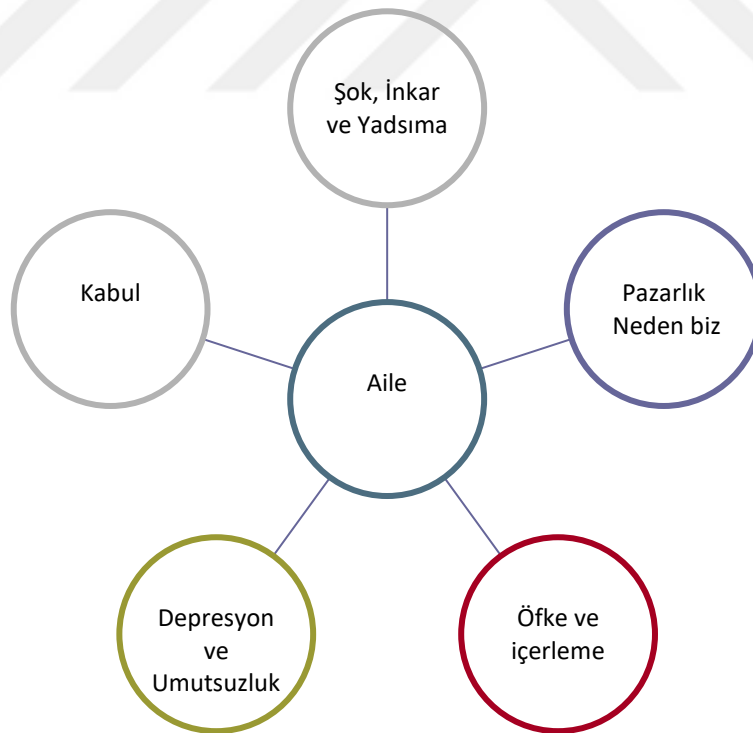 Şok, İnkar
ve Yadsıma
Kabul
Pazarlık
Neden biz
Aile
Depresyon
ve
Umutsuzluk
Öfke ve
içerleme